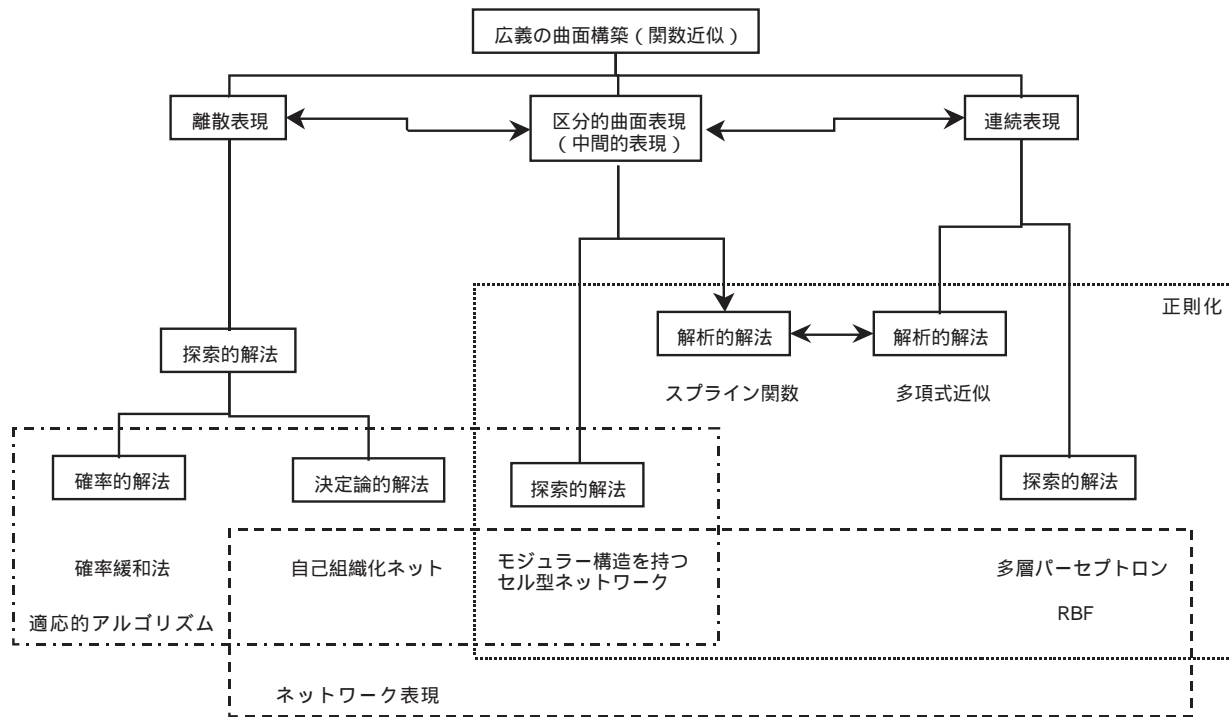 広義の曲面構築(関数近似)
離散表現
区分的曲面表現
(中間的表現)
連続表現
正則化
解析的解法
解析的解法
探索的解法
スプライン関数
多項式近似
確率的解法
決定論的解法
探索的解法
探索的解法
確率緩和法
自己組織化ネット
モジュラー構造を持つ
セル型ネットワーク
多層パーセプトロン
RBF
適応的アルゴリズム
ネットワーク表現